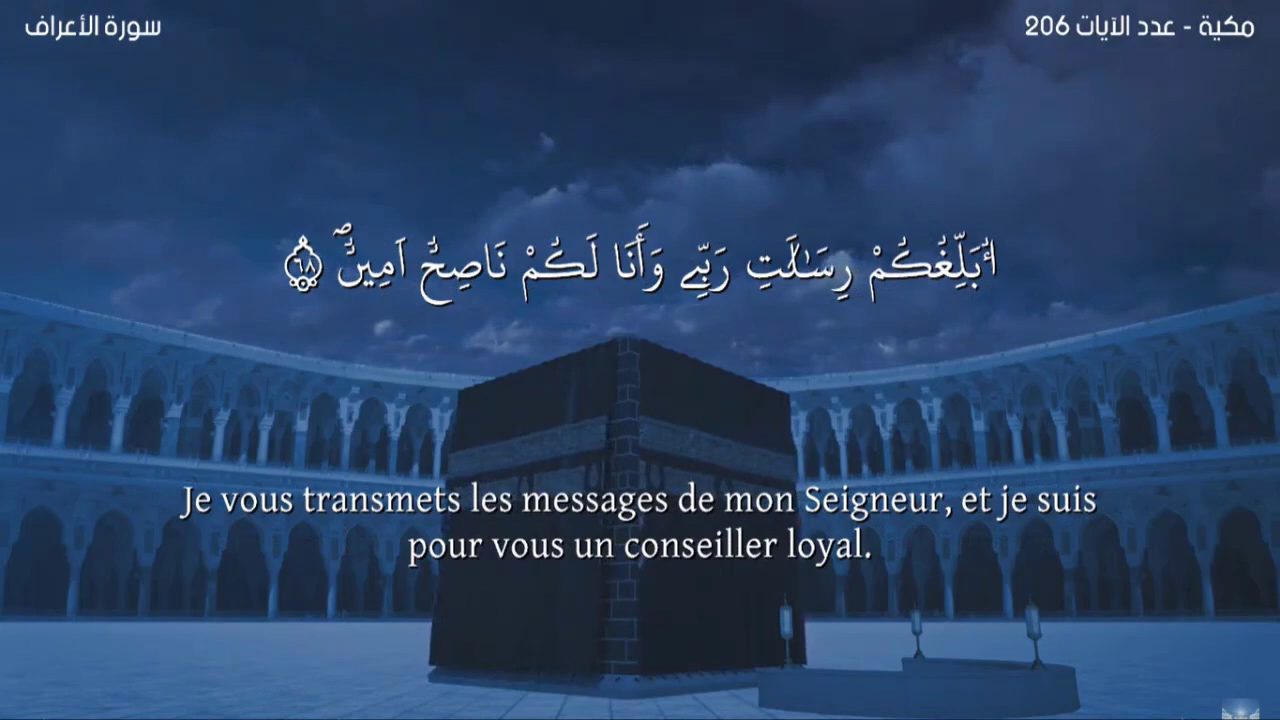 مكية - عدد الآيات 206
سورة الأعراف
اُبَلِّغُكُمْ رِسَٰلَٰتِ رَبِّے وَأَنَا لَكُمْ نَاصِحٌ اَمِينٌۖ ٦٨
Je vous transmets les messages de mon Seigneur, et je suis
pour vous un conseiller loyal.